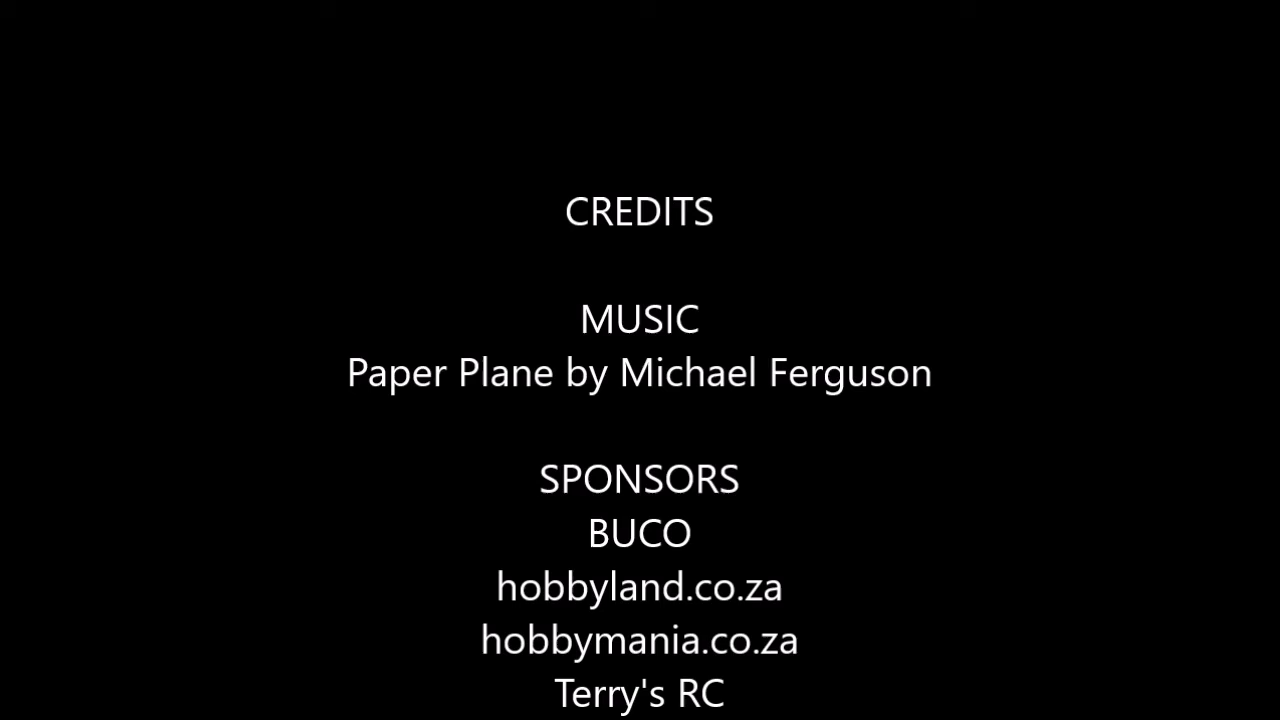 CREDITS
MUSIC
Paper Plane by Michael Ferguson
SPONSORS
BUCO
hobbyland.co.za
hobbymania.co.za
Terry's RC